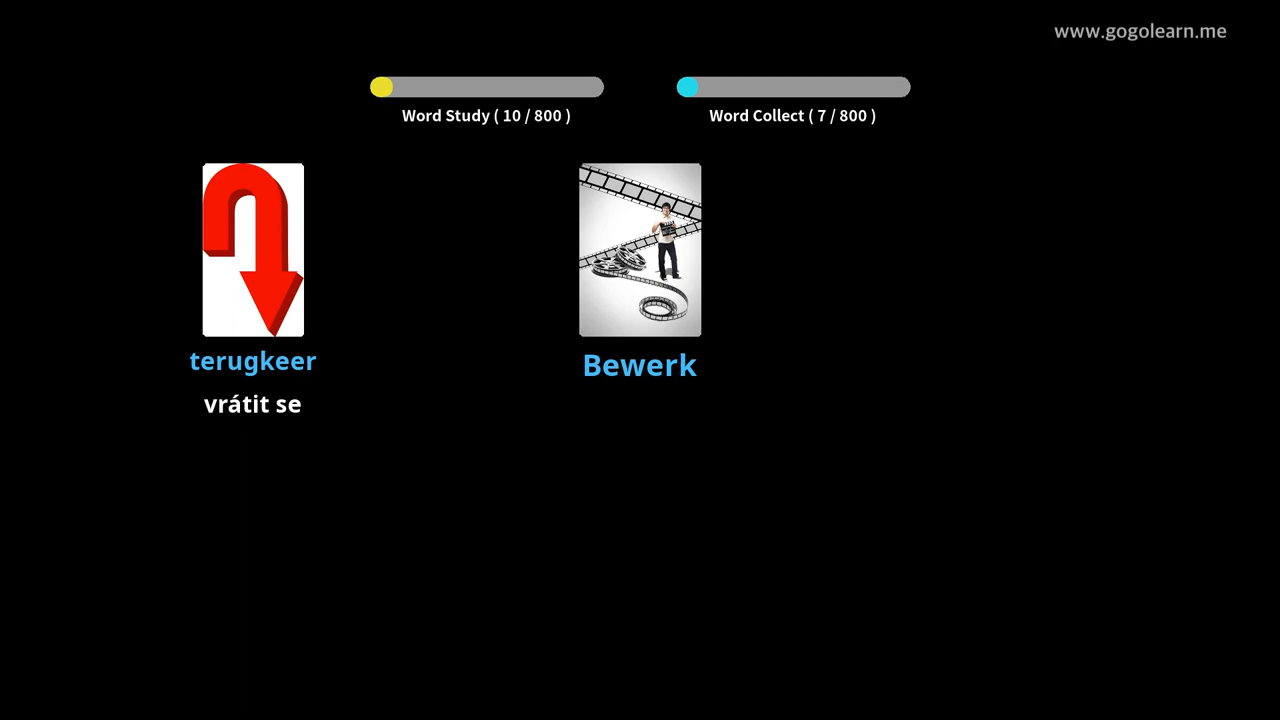 www.gogolearn.me
Word Study ( 10 / 800 )
Word Collect ( 7 / 800 )
terugkeer
vrátit se
Bewerk